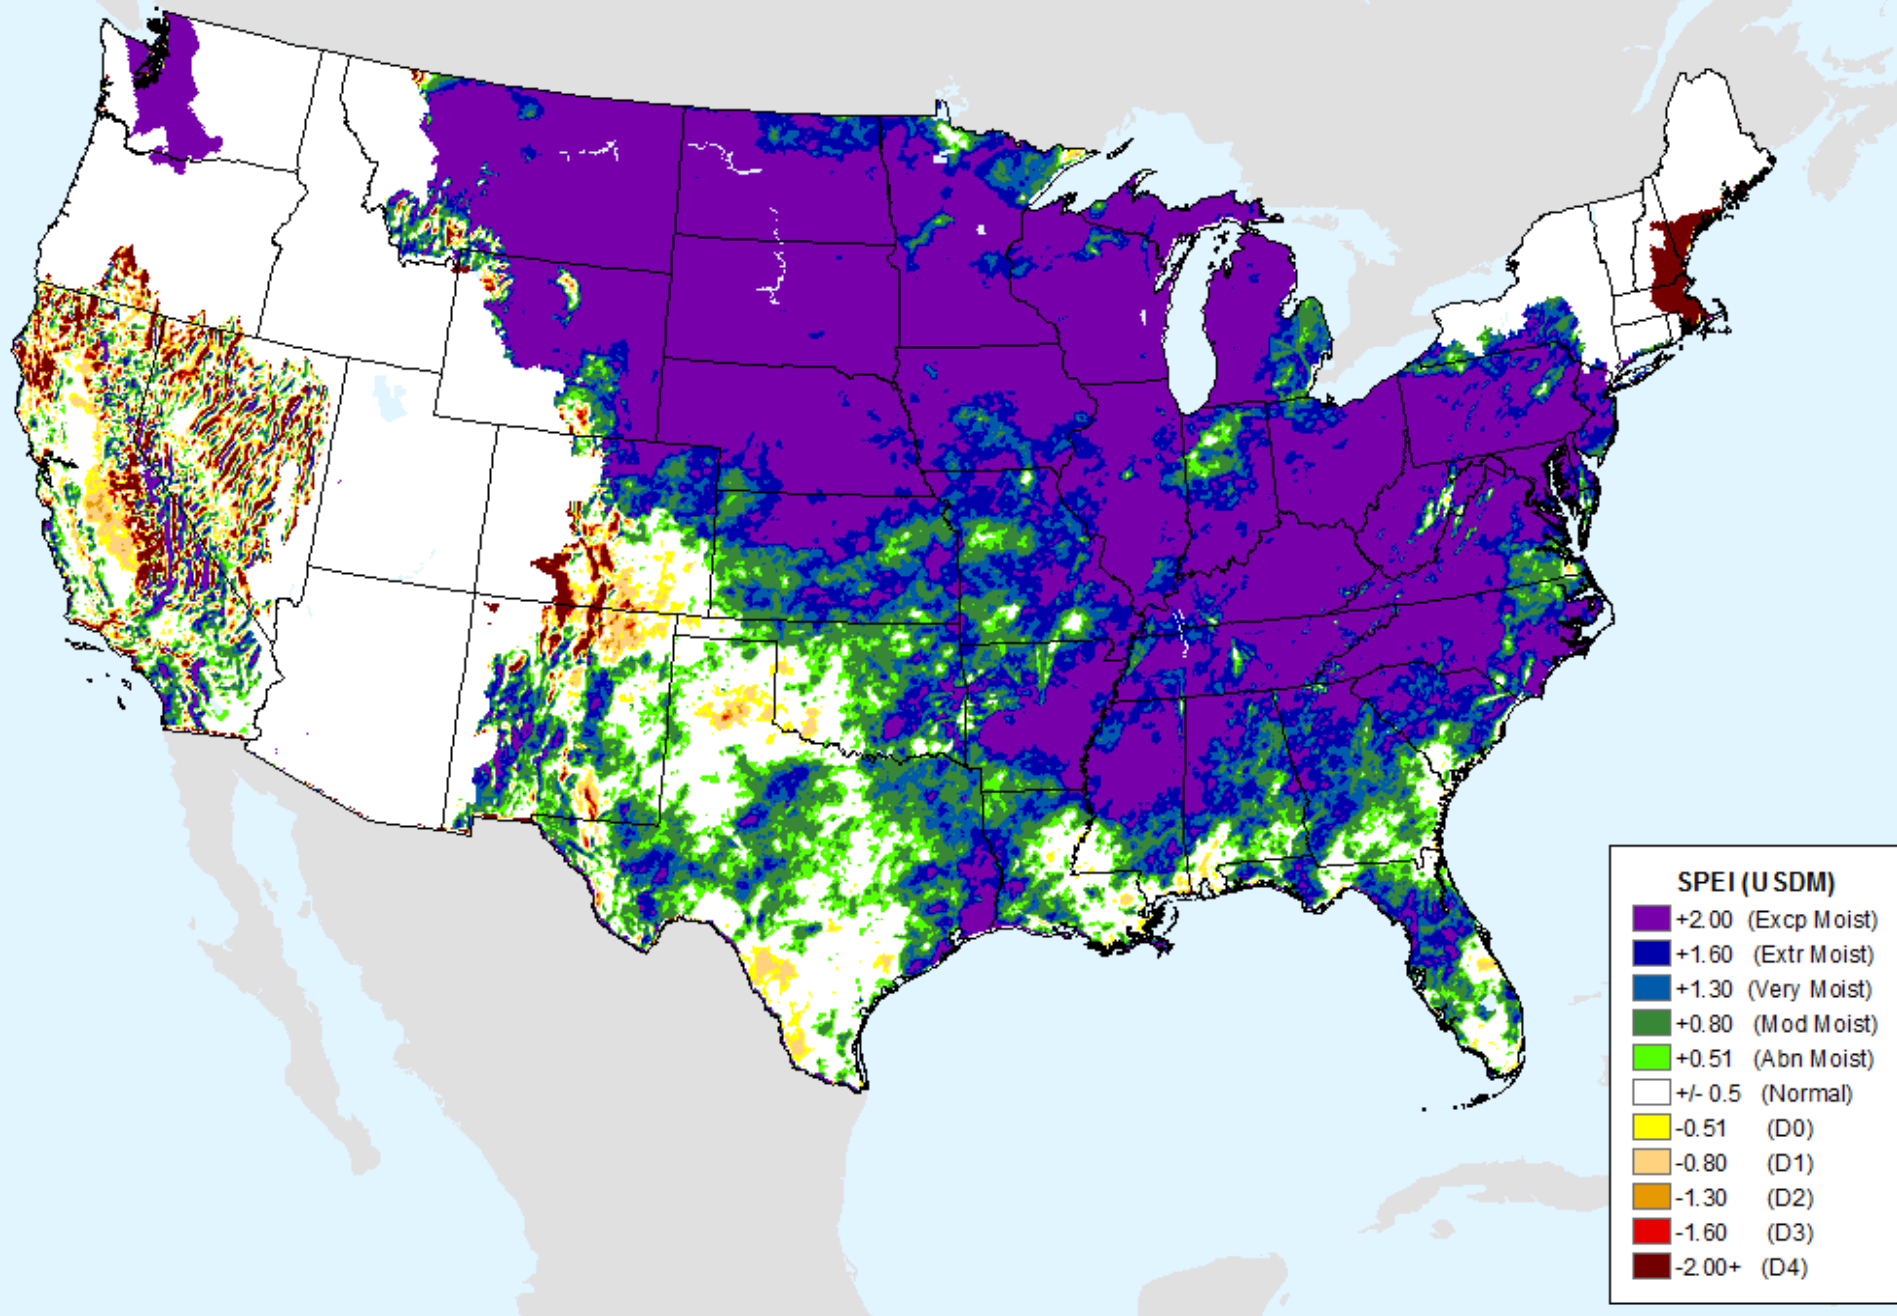 SPEI (USDM)
+2.00 (Excp Moist)
+1.60 (Extr Moist)
+1.30 (Very Moist)
+0.80 (Mod Moist)
+0.51 (Abn Moist)
+/- 0.5 (Normal)
-0.51 (D0)
-0.80 (D1)
-1.30 (D2)
-1.60 (D3)
-2.00+ (D4)